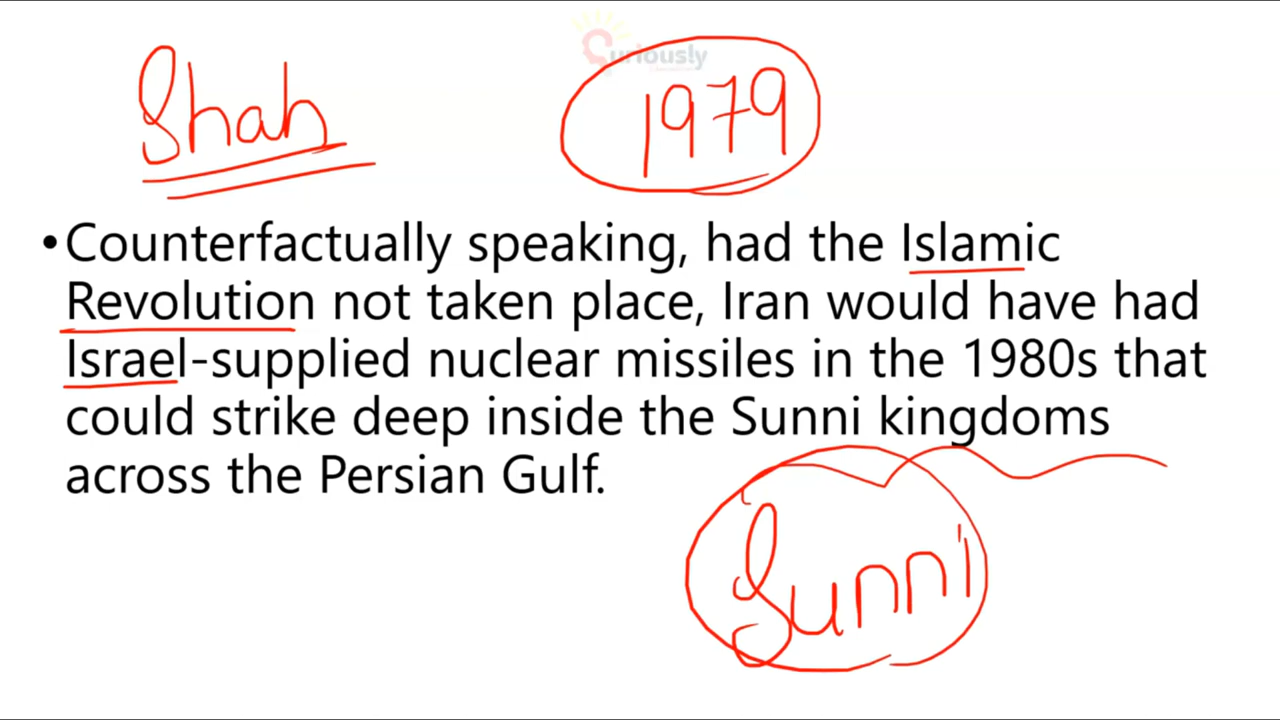 Curiously
Shah 1979
•Counterfactually speaking, had the Islamic
Revolution not taken place, Iran would have had
Israel-supplied nuclear missiles in the 1980s that
could strike deep inside the Sunni kingdoms
across the Persian Gulf.
Sunni